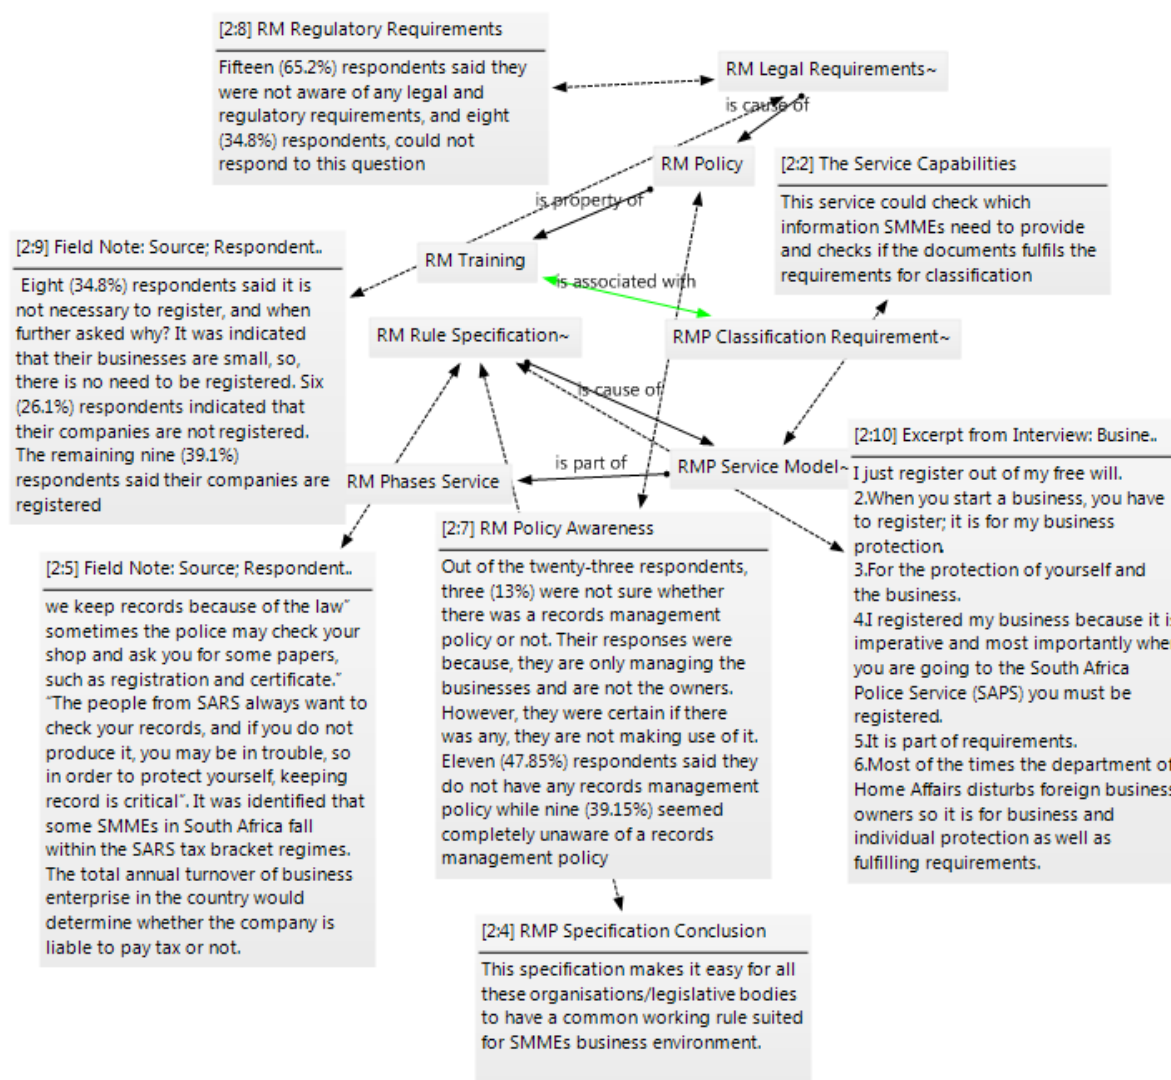 [2:8] RM Regulatory Requirements
Fifteen (65.2%) respondents said they
were not aware of any legal and
regulatory requirements, and eight
(34.8%) respondents, could not
respond to this question
RM Legal Requirements~
is cause of
RM Policy
[2:2] The Service Capabilities
This service could check which
information SMMEs need to provide
and checks if the documents fulfils the
requirements for classification
is property of
RM Training
is associated with
[2:9] Field Note: Source; Respondent..
Eight (34.8%) respondents said it is
not necessary to register, and when
further asked why? It was indicated
that their businesses are small, so,
there is no need to be registered. Six
(26.1%) respondents indicated that
their companies are not registered.
The remaining nine (39.1%)
respondents said their companies are
registered
RM Rule Specification~
RMP Classification Requirement~
is cause of
RMP Service Model~
is part of
RM Phases Service
[2:10] Excerpt from Interview: Busine..
I just register out of my free will.
2.When you start a business, you have
to register; it is for my business
protection.
3.For the protection of yourself and
the business.
4.I registered my business because it is
imperative and most importantly when
you are going to the South Africa
Police Service (SAPS) you must be
registered.
5.It is part of requirements.
6.Most of the times the department of
Home Affairs disturbs foreign business
owners so it is for business and
individual protection as well as
fulfilling requirements.
[2:7] RM Policy Awareness
Out of the twenty-three respondents,
three (13%) were not sure whether
there was a records management
policy or not. Their responses were
because, they are only managing the
businesses and are not the owners.
However, they were certain if there
was any, they are not making use of it.
Eleven (47.85%) respondents said they
do not have any records management
policy while nine (39.15%) seemed
completely unaware of a records
management policy
[2:5] Field Note: Source; Respondent..
we keep records because of the law”
sometimes the police may check your
shop and ask you for some papers,
such as registration and certificate.”
“The people from SARS always want to
check your records, and if you do not
produce it, you may be in trouble, so
in order to protect yourself, keeping
record is critical”. It was identified that
some SMMEs in South Africa fall
within the SARS tax bracket regimes.
The total annual turnover of business
enterprise in the country would
determine whether the company is
liable to pay tax or not.
[2:4] RMP Specification Conclusion
This specification makes it easy for all
these organisations/legislative bodies
to have a common working rule suited
for SMMEs business environment.